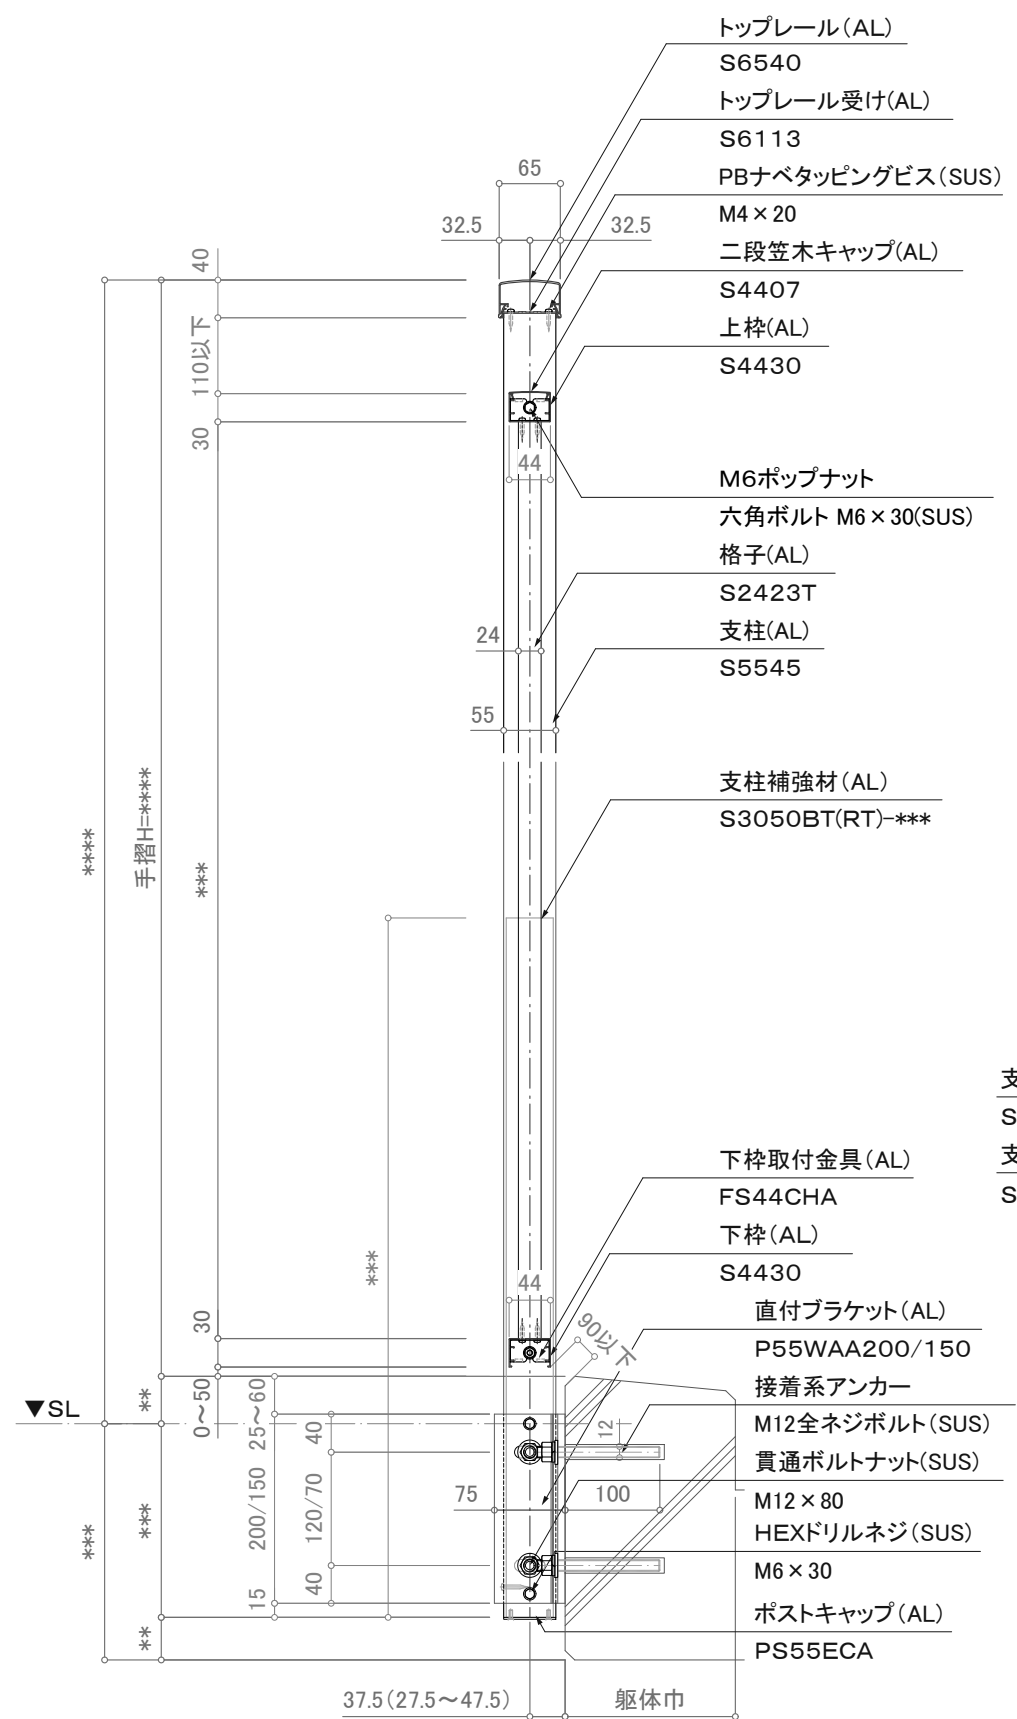 トップレール(AL)
S6540
トップレール受け(AL)
S6113
PBナベタッピングビス(SUS)
M4×20
二段笠木キャップ(AL)
S4407
上枠(AL)
S4430
M6ポップナット
六角ボルト M6×30(SUS)
格子(AL)
S2423T
支柱(AL)
S5545
支柱補強材(AL)
S3050BT(RT)-***
下枠取付金具(AL)
FS44CHA
下枠(AL)
S4430
直付ブラケット(AL)
P55WAA200/150
接着系アンカー
M12全ネジボルト(SUS)
貫通ボルトナット(SUS)
M12×80
HEXドリルネジ(SUS)
M6×30
ポストキャップ(AL)
PS55ECA
支
S
支
S
65
32.5
32.5
40
110以下
30
44
24
55
****
手摺H=****
***
***
30
44
90以下
▼SL
**
0～50
25～60
40
12
75
100
***
***
200/150
120/70
15
40
**
37.5(27.5～47.5)
躯体巾